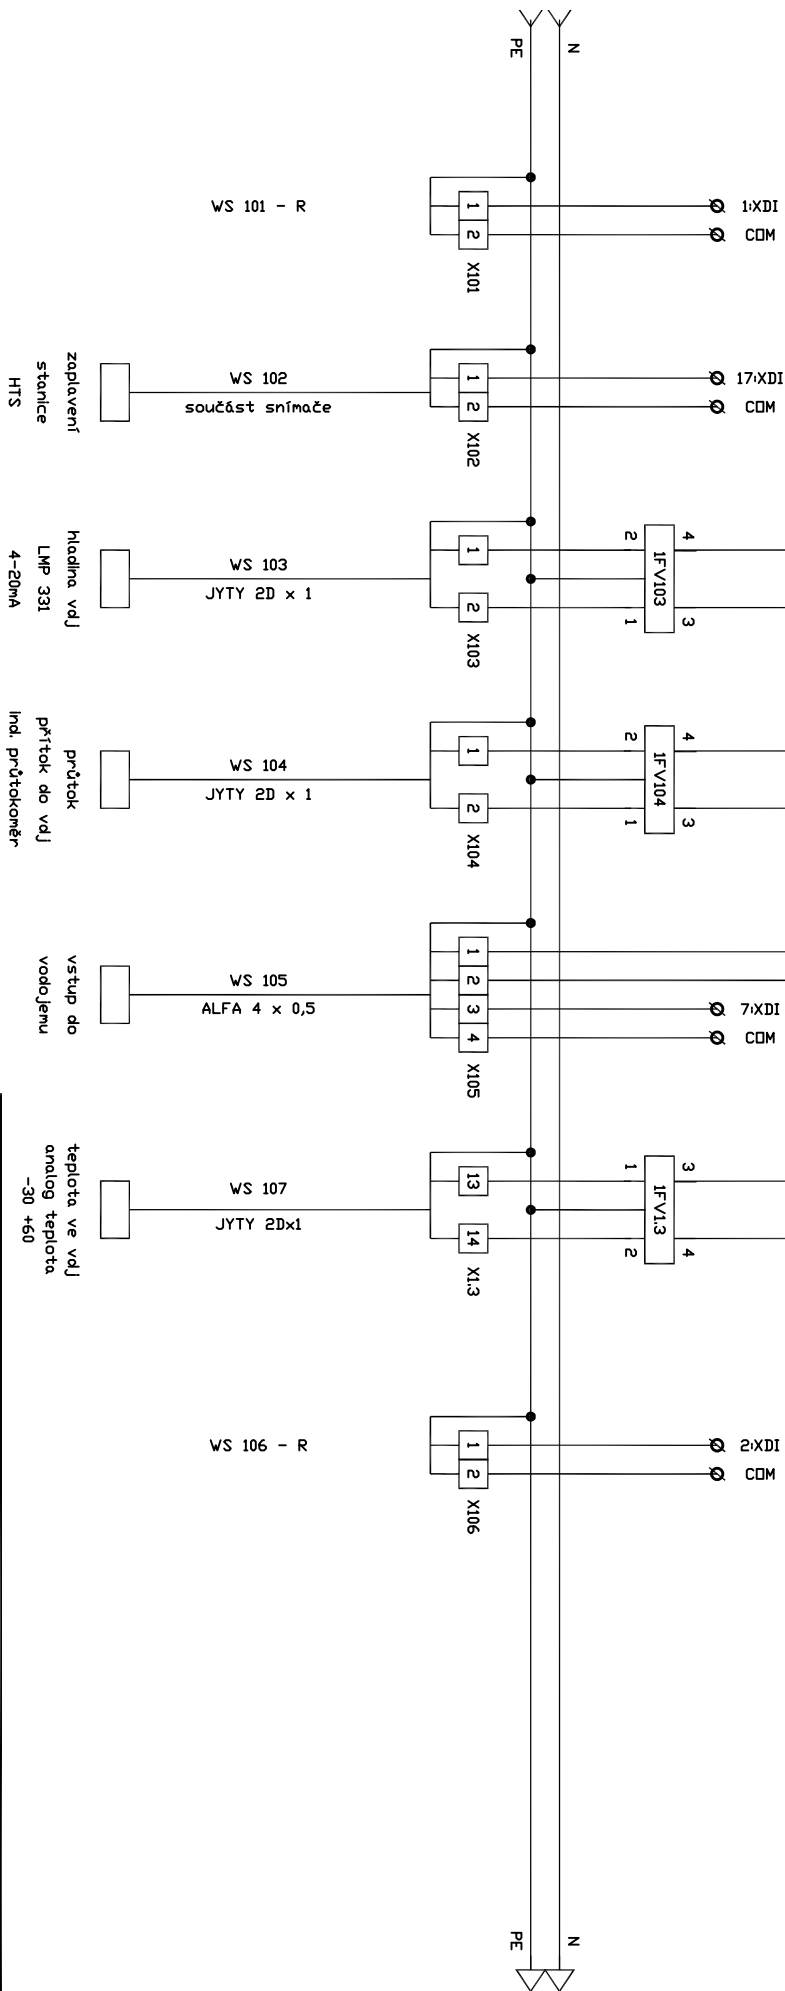 PE
N
WS 101 - R
1
2
X101
1:XDI
COM
zaplavení
stanice
HTS
WS 102
součást snímače
1
2
X102
17:XDI
COM
hladina vdj
LMP 331
4-20mA
WS 103
JYTY 2D x 1
1
2
X103
2
1
1FV103
4
3
průtok
přítok do vdj
ind. průtokoměr
WS 104
JYTY 2D x 1
1
2
X104
2
1
1FV104
4
3
vstup do
vodojemu
WS 105
ALFA 4 x 0,5
1
2
3
4
X105
7:XDI
COM
teplota ve vdj
analog teplota
-30 +60
WS 107
JYTY 2Dx1
13
14
X1.3
1
2
1FV1.3
3
4
WS 106 - R
1
2
X106
2:XDI
COM
PE
N